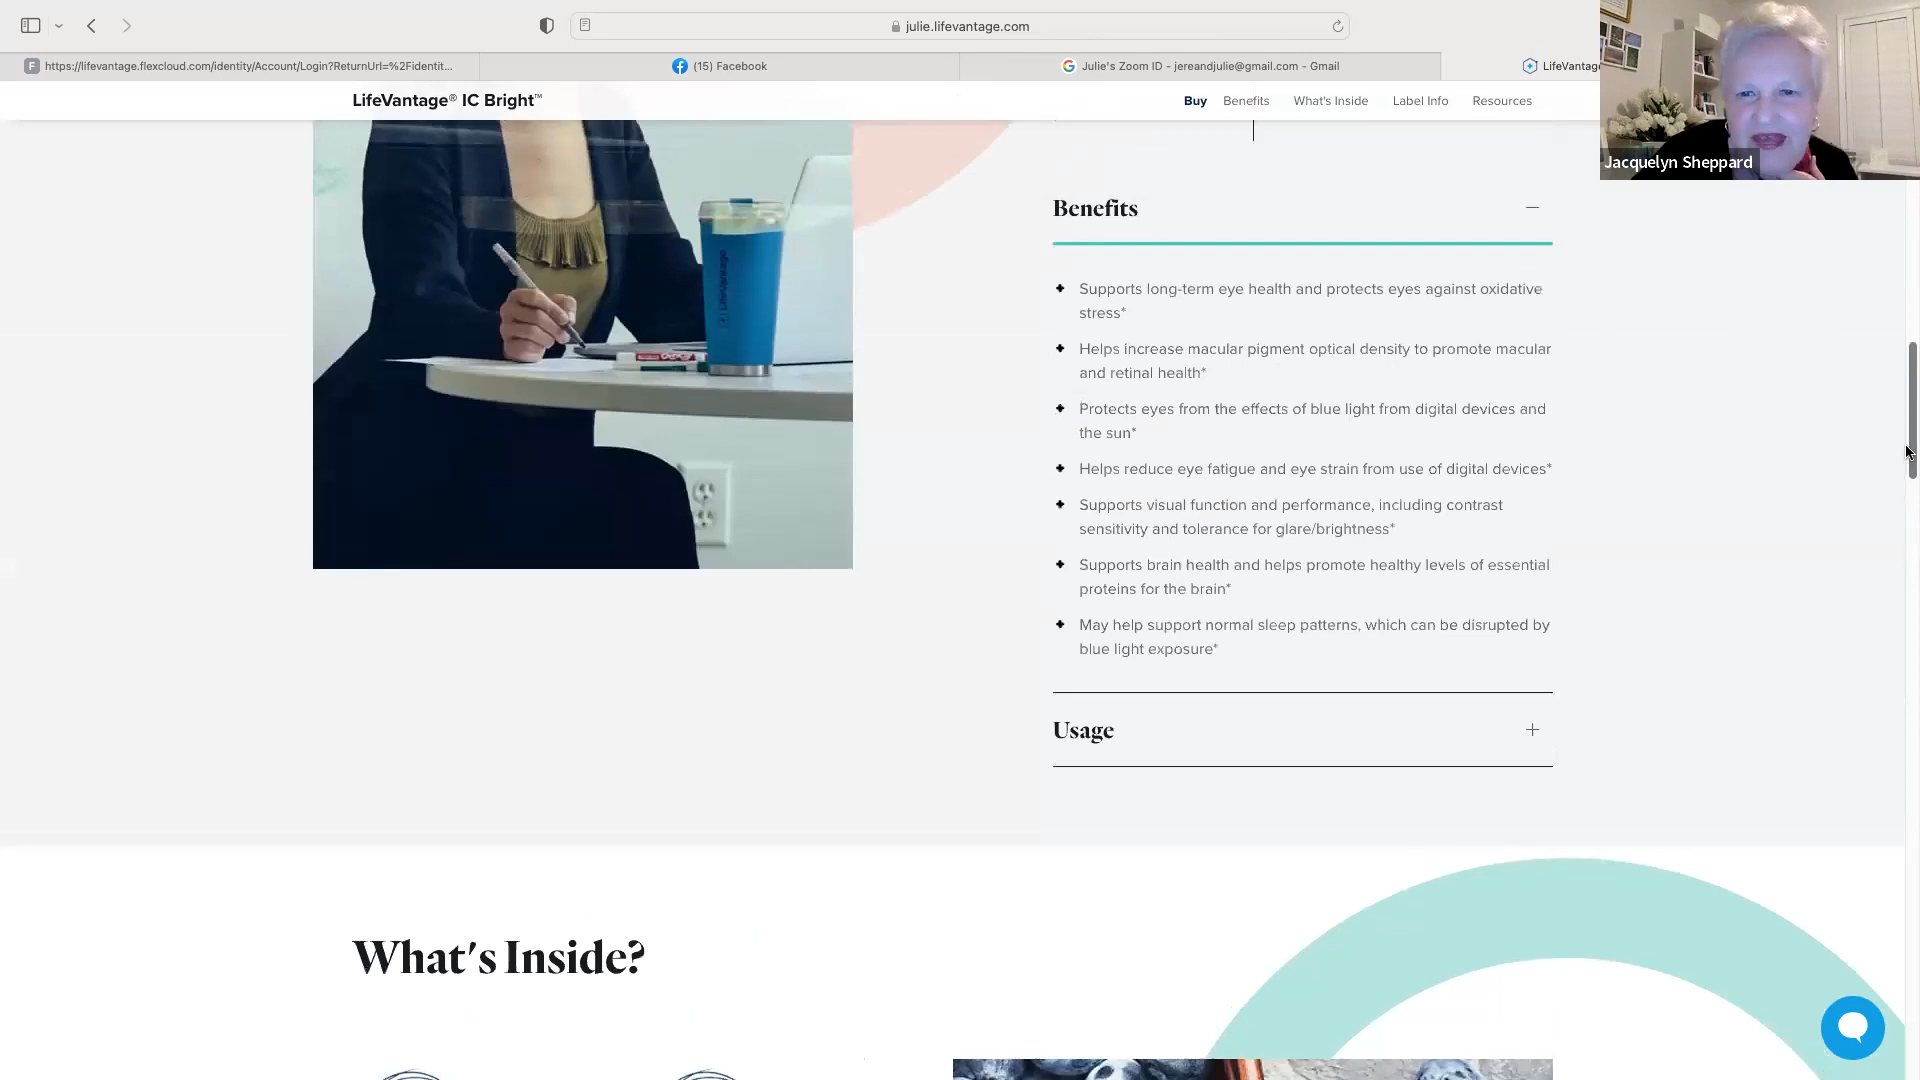 julie.lifevantage.com
F https://lifevantage.flexcloud.com/identity/Account/Login?ReturnUrl=%2Fidentit...
(15) Facebook
Julie's Zoom ID - jereandjulie@gmail.com - Gmail
LifeVantage
LifeVantage® IC Bright™
Buy
Benefits
What's Inside
Label Info
Resources
Jacquelyn Sheppard
LifeVantage
Benefits
Supports long-term eye health and protects eyes against oxidative
stress*
Helps increase macular pigment optical density to promote macular
and retinal health*
Protects eyes from the effects of blue light from digital devices and
the sun*
Helps reduce eye fatigue and eye strain from use of digital devices*
Supports visual function and performance, including contrast
sensitivity and tolerance for glare/brightness*
Supports brain health and helps promote healthy levels of essential
proteins for the brain*
May help support normal sleep patterns, which can be disrupted by
blue light exposure*
Usage
What's Inside?